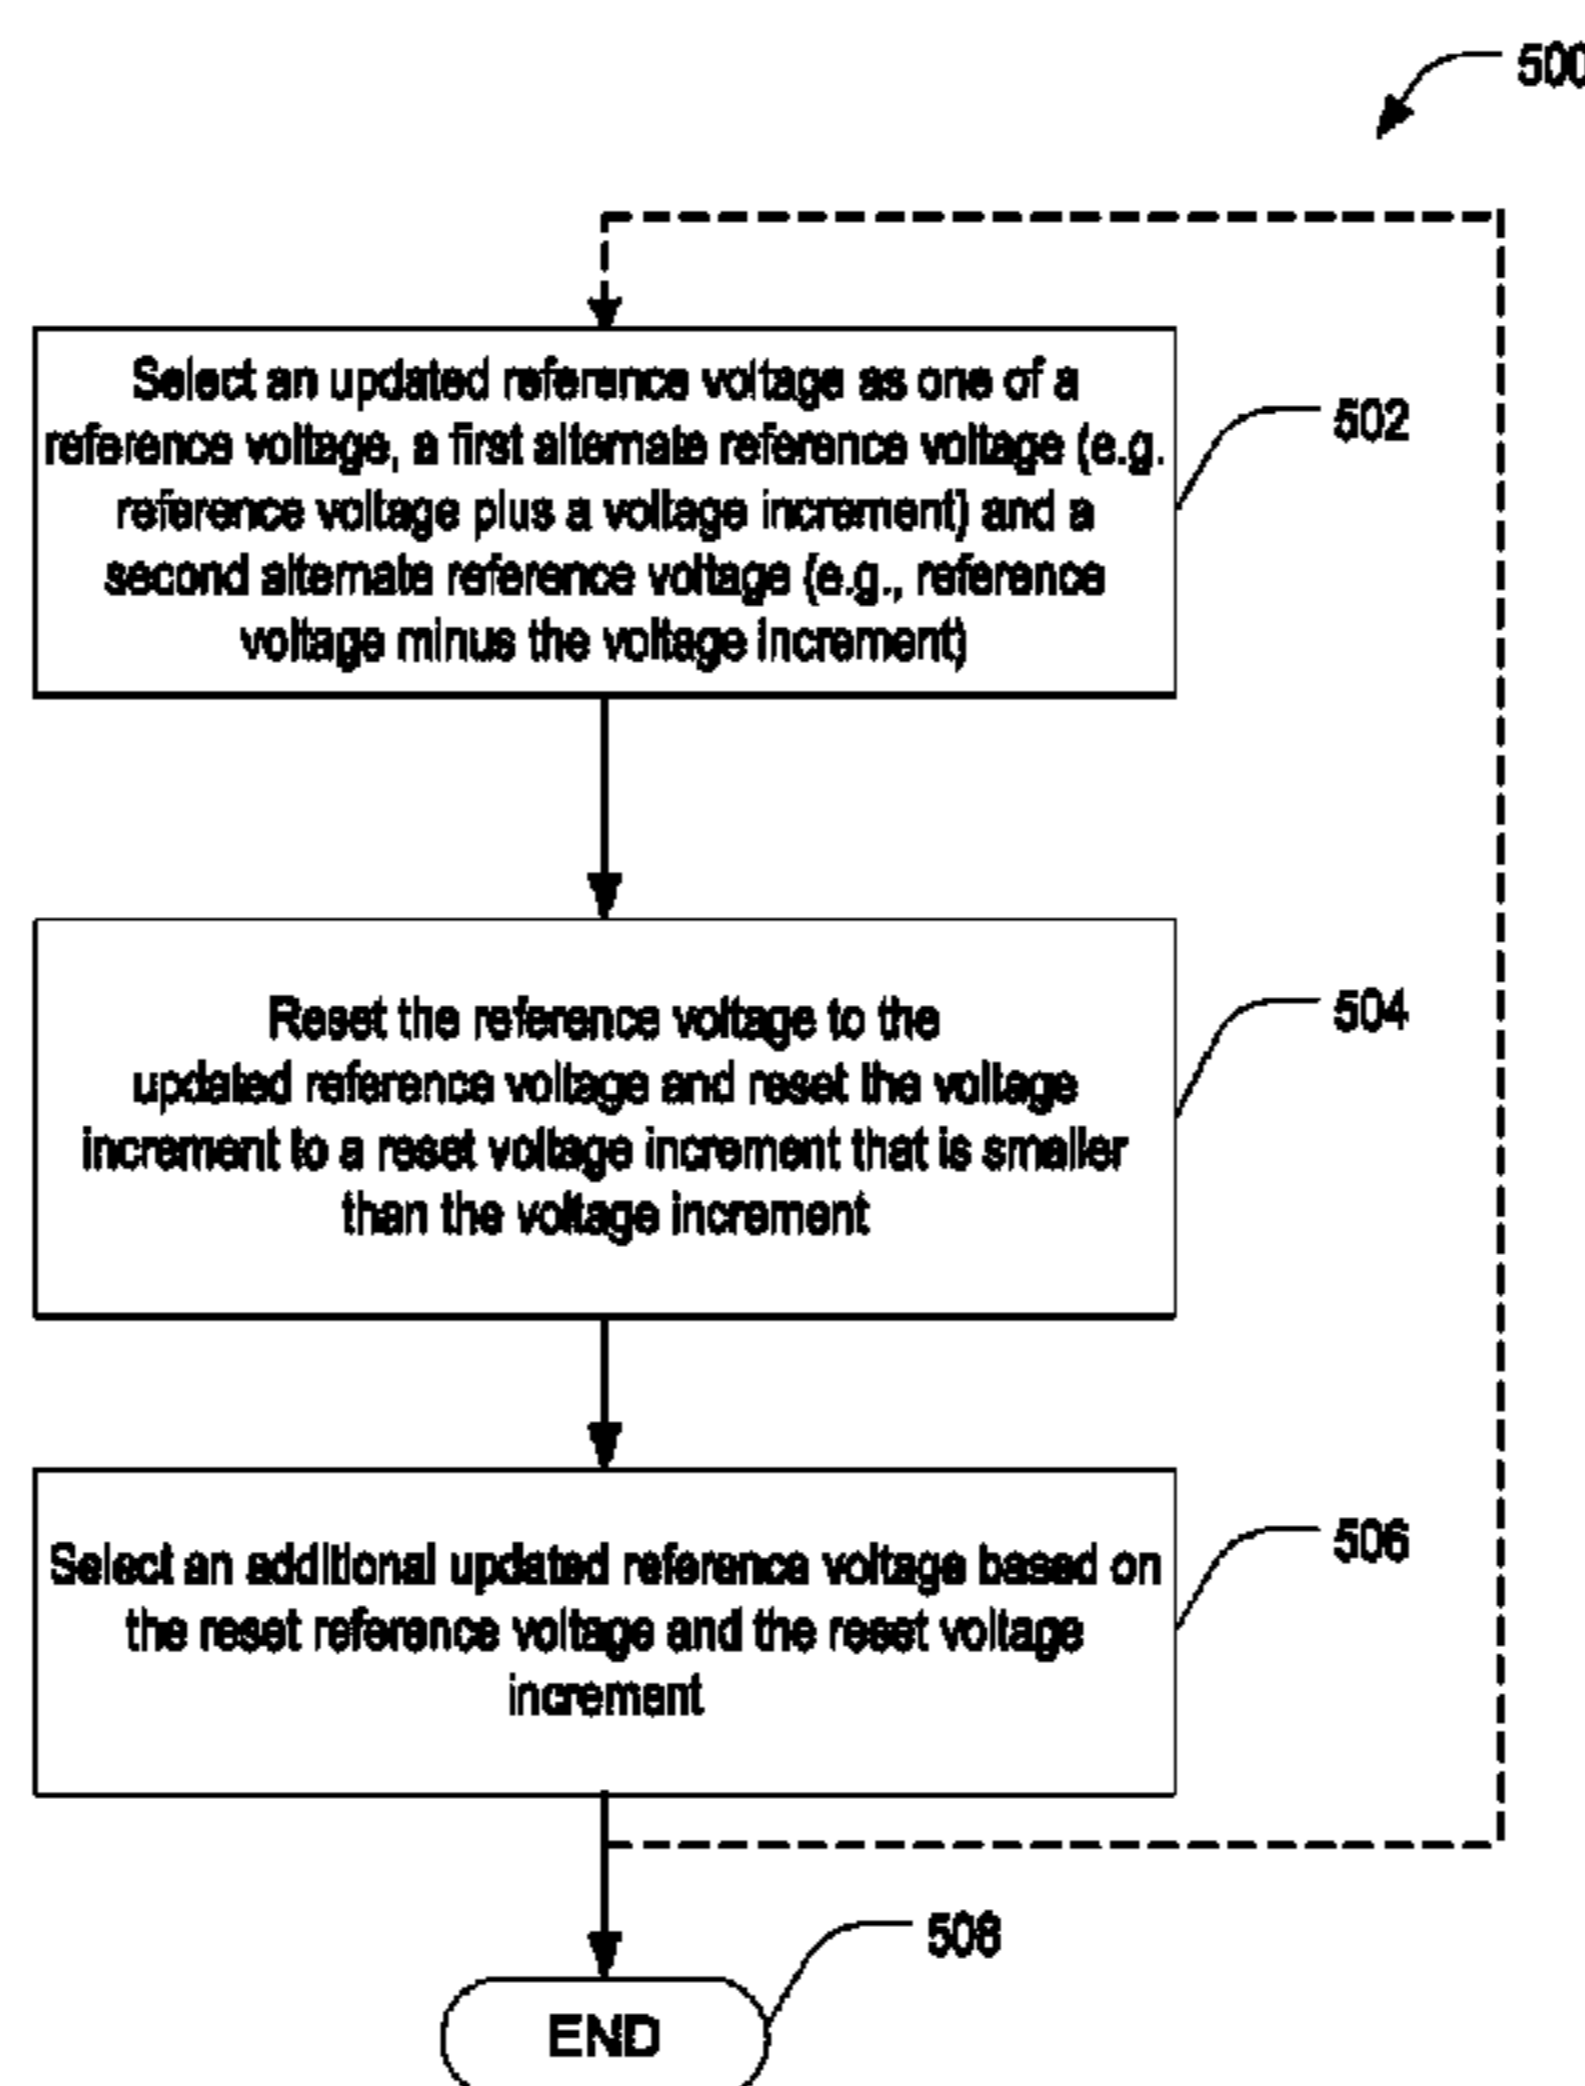 500
Select an updated reference voltage as one of a
reference voltage, a first alternate reference voltage (e.g.
reference voltage plus a voltage increment) and a
second alternate reference voltage (e.g., reference
voltage minus the voltage increment)
502
Reset the reference voltage to the
updated reference voltage and reset the voltage
increment to a reset voltage increment that is smaller
than the voltage increment
504
Select an additional updated reference voltage based on
the reset reference voltage and the reset voltage
increment
506
508
END